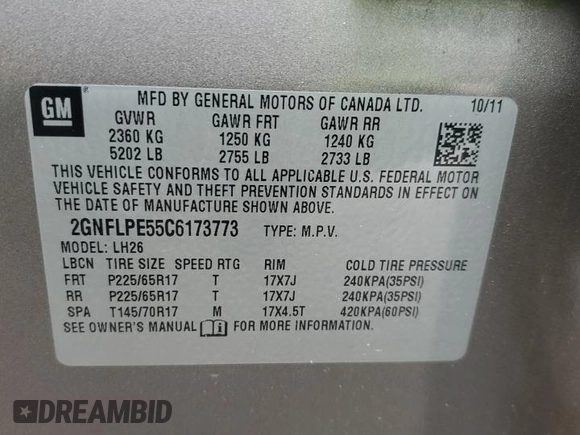 GM
MFD BY GENERAL MOTORS OF CANADA LTD. 10/11
GVWR GAWR FRT GAWR RR
2360 KG 1250 KG 1240 KG
5202 LB 2755 LB 2733 LB
THIS VEHICLE CONFORMS TO ALL APPLICABLE U.S. FEDERAL MOTOR
VEHICLE SAFETY AND THEFT PREVENTION STANDARDS IN EFFECT ON
THE DATE OF MANUFACTURE SHOWN ABOVE.
2GNFLPE55C6173773 TYPE: M.P.V.
MODEL: LH26
LBCN TIRE SIZE SPEED RTG RIM COLD TIRE PRESSURE
FRT P225/65R17 T 17X7J 240KPA(35PSI)
RR P225/65R17 T 17X7J 240KPA(35PSI)
SPA T145/70R17 M 17X4.5T 420KPA(60PSI)
SEE OWNER'S MANUAL FOR MORE INFORMATION.
DREAMBID